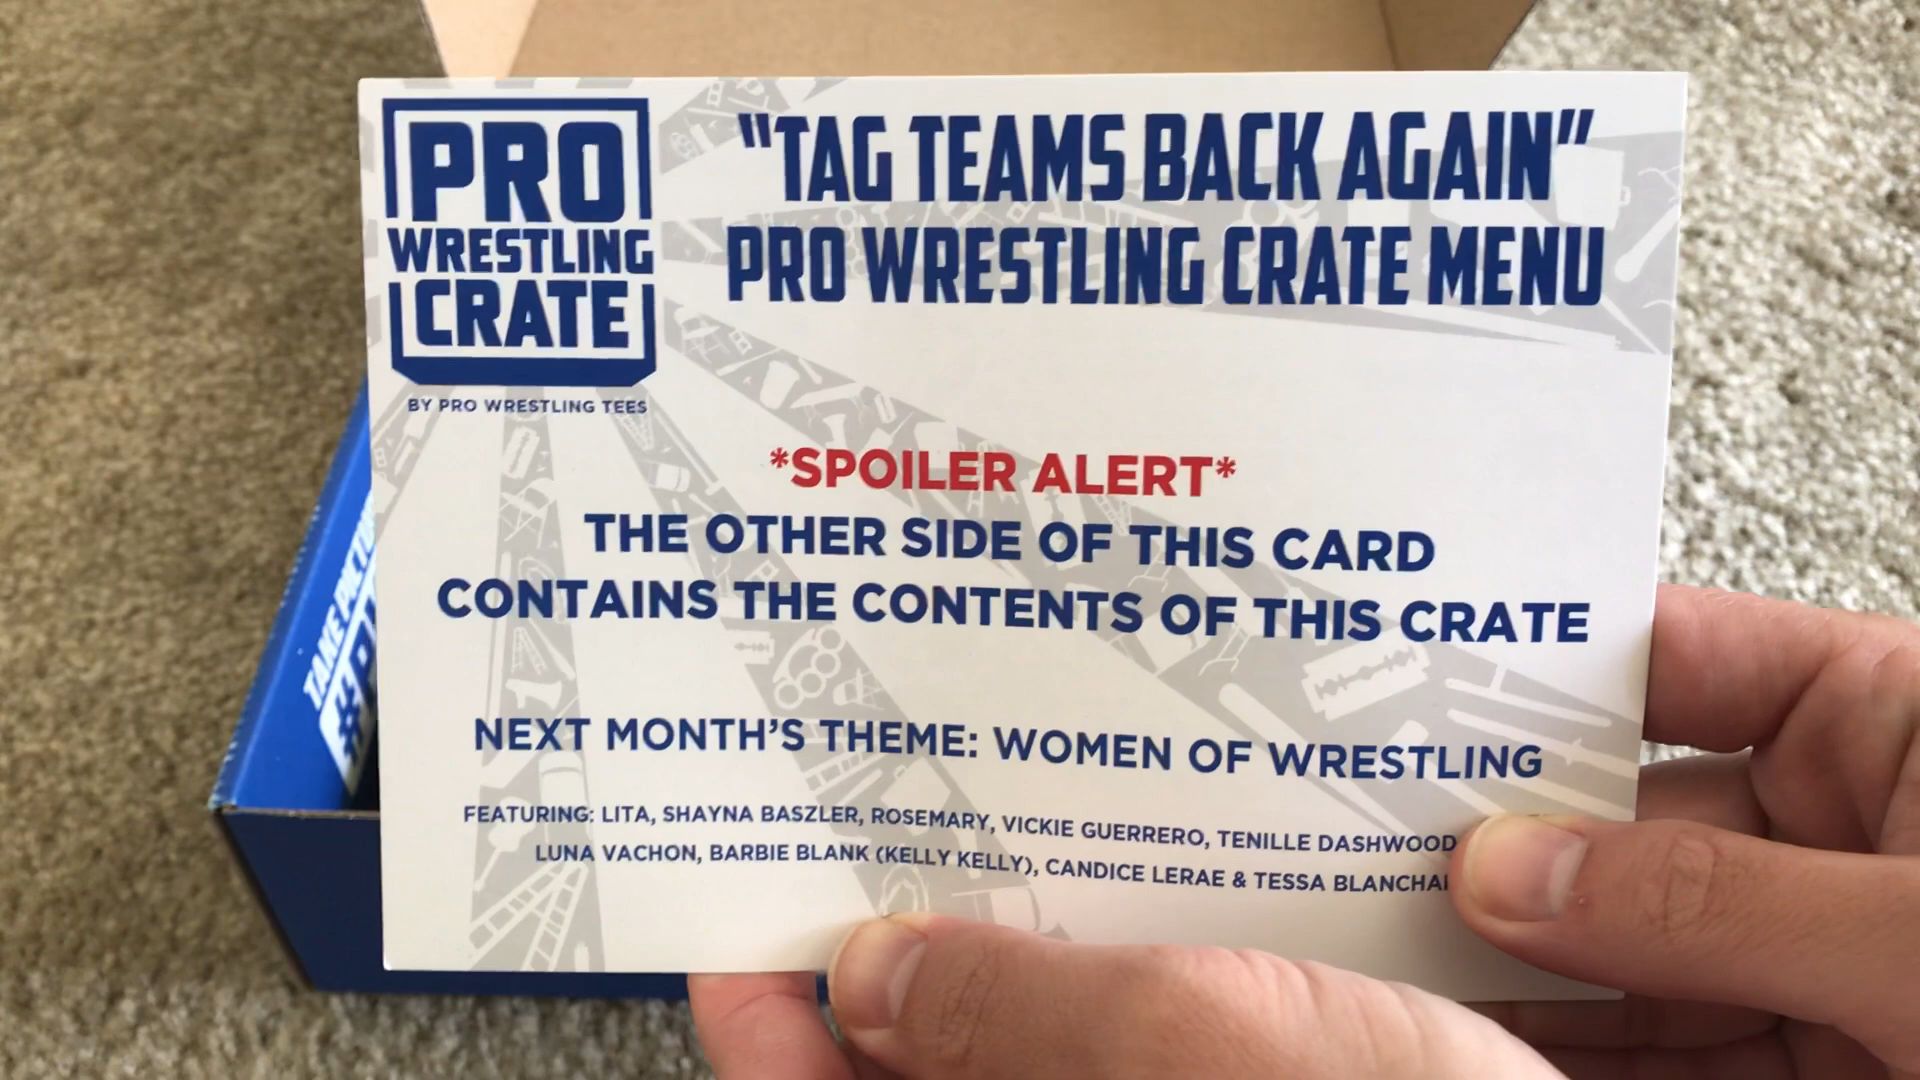 PRO
WRESTLING
CRATE
BY PRO WRESTLING TEES
"TAG TEAMS BACK AGAIN"
PRO WRESTLING CRATE MENU
*SPOILER ALERT*
THE OTHER SIDE OF THIS CARD
CONTAINS THE CONTENTS OF THIS CRATE
NEXT MONTH'S THEME: WOMEN OF WRESTLING
FEATURING: LITA, SHAYNA BASZLER, ROSEMARY, VICKIE GUERRERO, TENILLE DASHWOOD
LUNA VACHON, BARBIE BLANK (KELLY KELLY), CANDICE LERAE & TESSA
TAKE